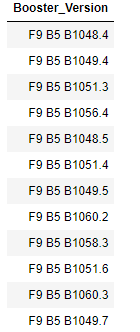 Booster_Version
F9 B5 B1048.4
F9 B5 B1049.4
F9 B5 B1051.3
F9 B5 B1056.4
F9 B5 B1048.5
F9 B5 B1051.4
F9 B5 B1049.5
F9 B5 B1060.2
F9 B5 B1058.3
F9 B5 B1051.6
F9 B5 B1060.3
F9 B5 B1049.7